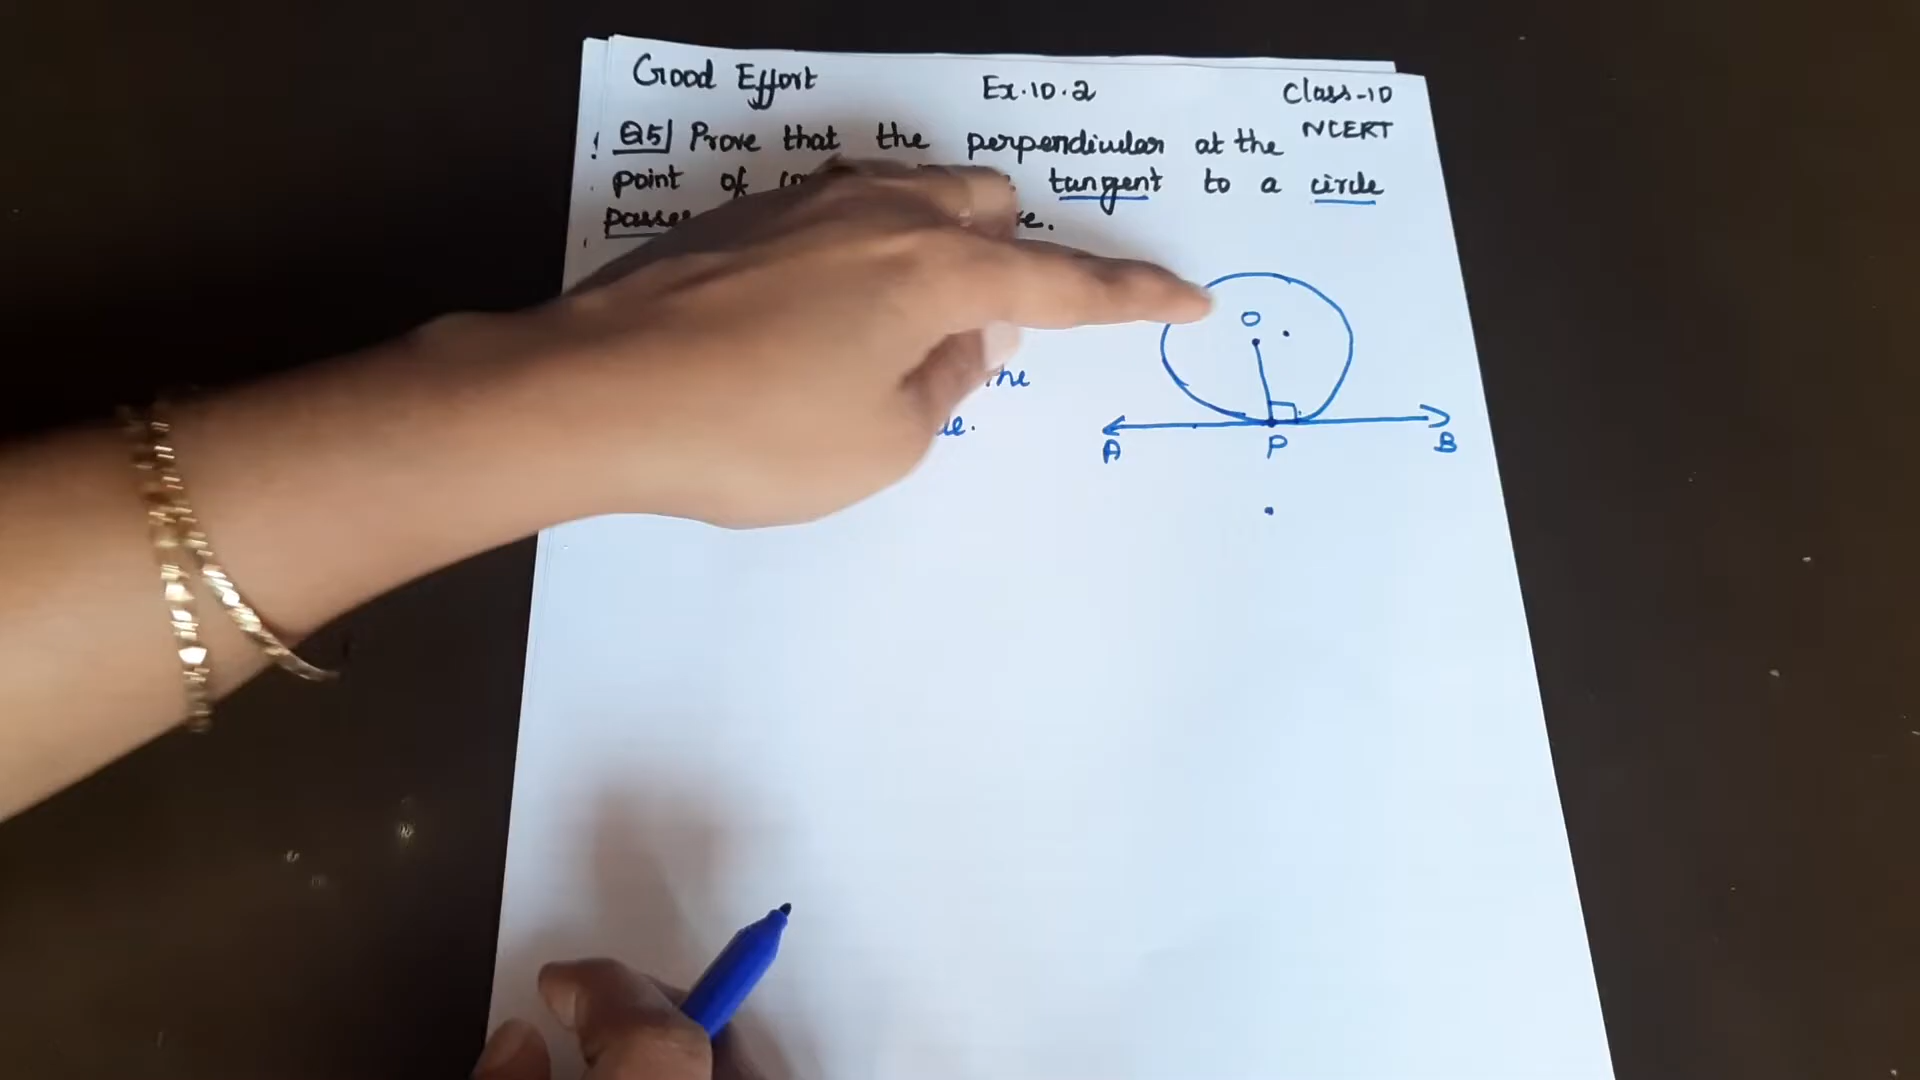 Good Effort Ex. 10.2 Class-10
NCERT
Q5 Prove that the perpendicular at the
point of tangent to a circle
the
O
A P B